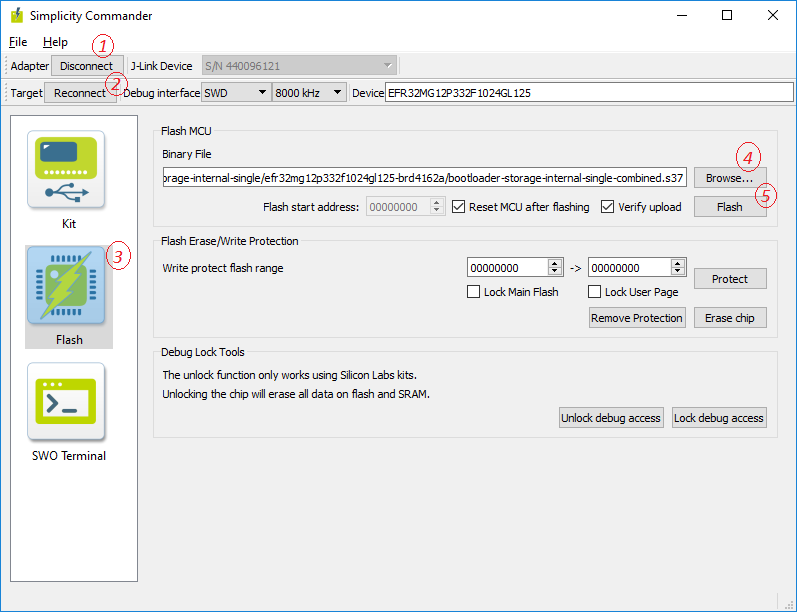 Simplicity Commander
File Help
1
Adapter Disconnect J-Link Device S/N 440096121
2
Target Reconnect Debug interface SWD 8000 kHz Device EFR32MG12P332F1024GL125
Kit
3
Flash
SWO Terminal
Flash MCU
Binary File
4
orage-internal-single/efr32mg12p332f1024gl125-brd4162a/bootloader-storage-internal-single-combined.s37 Browse...
5
Flash start address: 00000000 Reset MCU after flashing Verify upload Flash
Flash Erase/Write Protection
Write protect flash range 00000000 -> 00000000 Protect
Lock Main Flash Lock User Page
Remove Protection Erase chip
Debug Lock Tools
The unlock function only works using Silicon Labs kits.
Unlocking the chip will erase all data on flash and SRAM.
Unlock debug access Lock debug access